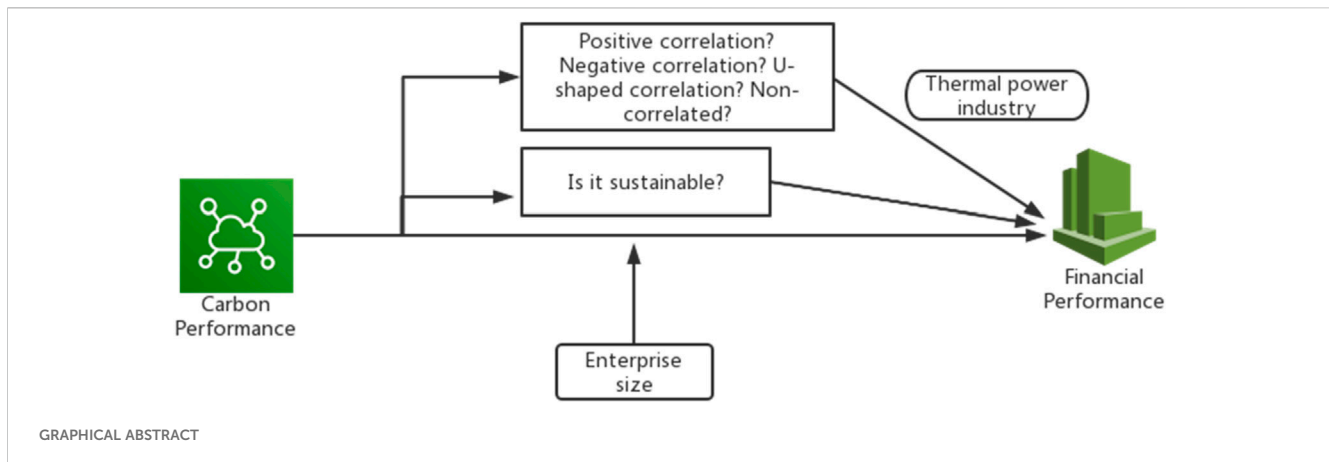 Positive correlation?
Negative correlation? U-
shaped correlation? Non-
correlated?
Thermal power
industry
Is it sustainable?
Carbon
Performance
Financial
Performance
Enterprise
size
GRAPHICAL ABSTRACT